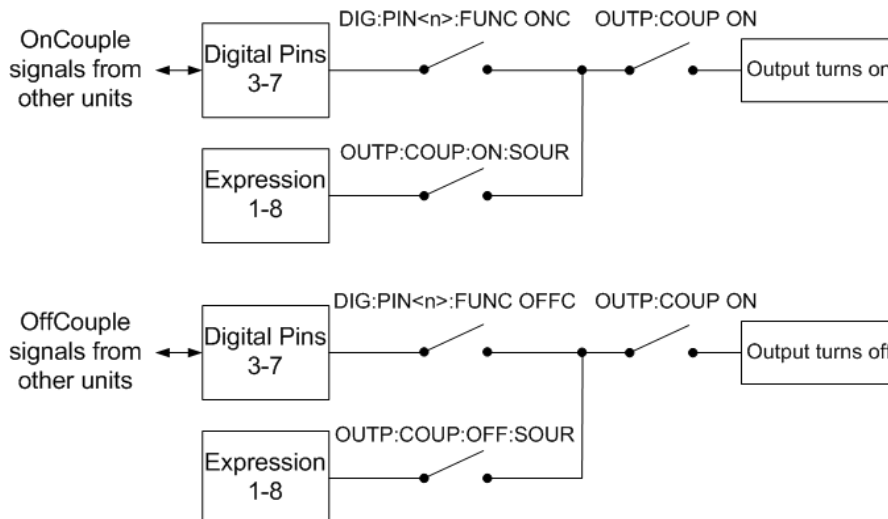 DIG:PIN<n>:FUNC ONC
OUTP:COUP ON
OnCouple
signals from
other units
Digital Pins
3-7
Output turns on
OUTP:COUP:ON:SOUR
Expression
1-8
DIG:PIN<n>:FUNC OFFC
OUTP:COUP ON
OffCouple
signals from
other units
Digital Pins
3-7
Output turns off
OUTP:COUP:OFF:SOUR
Expression
1-8